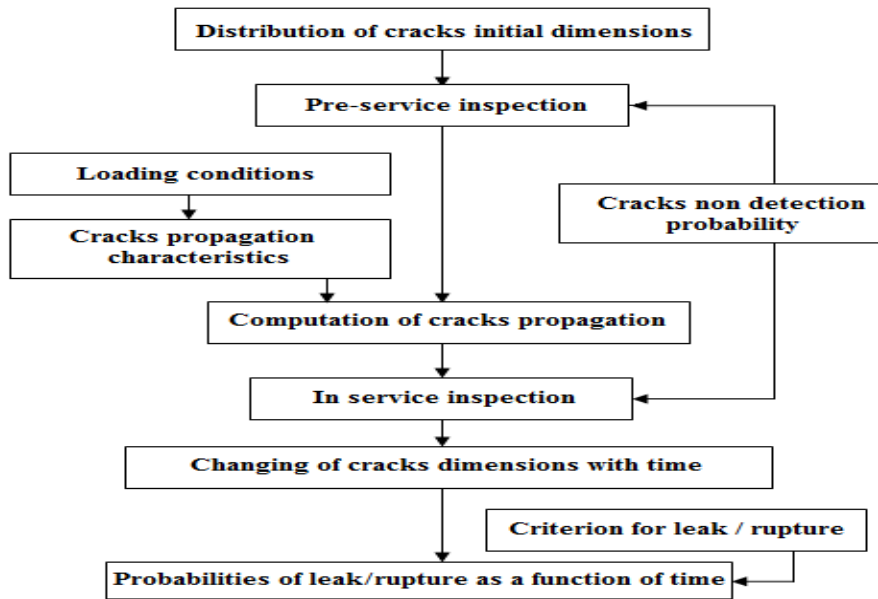 Distribution of cracks initial dimensions
Pre-service inspection
Loading conditions
Cracks non detection
probability
Cracks propagation
characteristics
Computation of cracks propagation
In service inspection
Changing of cracks dimensions with time
Criterion for leak / rupture
Probabilities of leak/rupture as a function of time